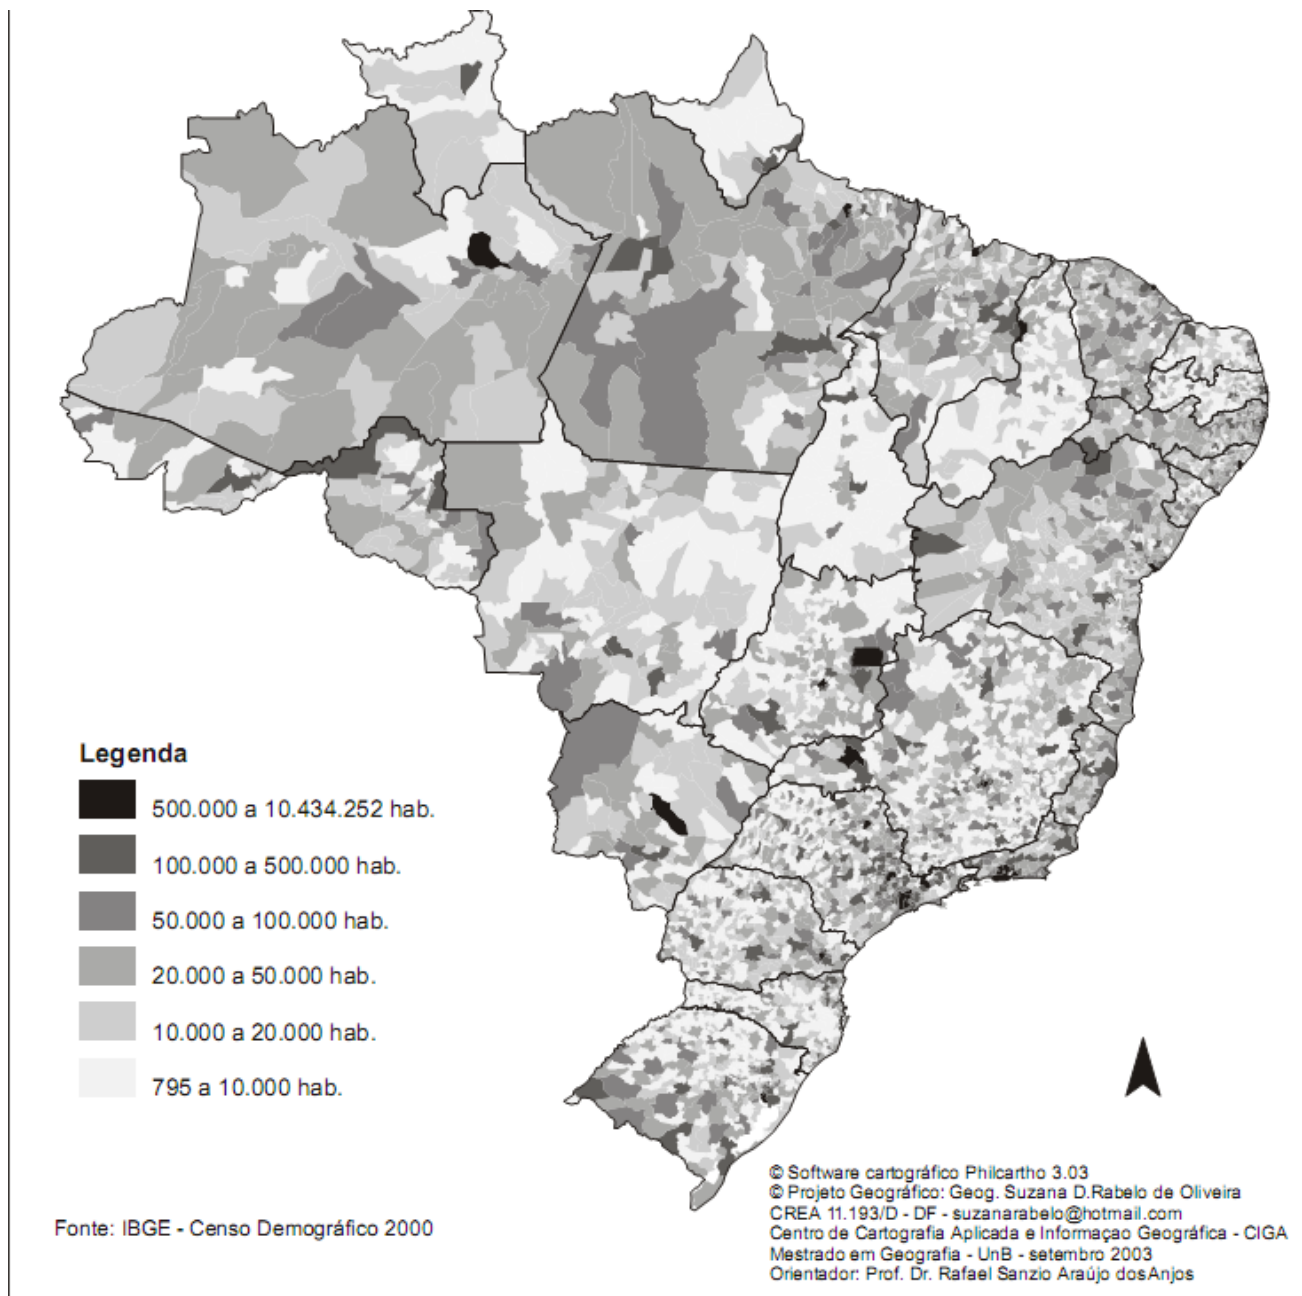 Legenda
500.000 a 10.434.252 hab.
100.000 a 500.000 hab.
50.000 a 100.000 hab.
20.000 a 50.000 hab.
10.000 a 20.000 hab.
795 a 10.000 hab.
Fonte: IBGE - Censo Demográfico 2000
© Software cartográfico Philcartho 3.03
© Projeto Geográfico: Geog. Suzana D.Rabelo de Oliveira
CREA 11.193/D - DF - suzanarabelo@hotmail.com
Centro de Cartografia Aplicada e Informaçao Geográfica - CIGA
Mestrado em Geografia - UnB - setembro 2003
Orientador: Prof. Dr. Rafael Sanzio Araújo dosAnjos